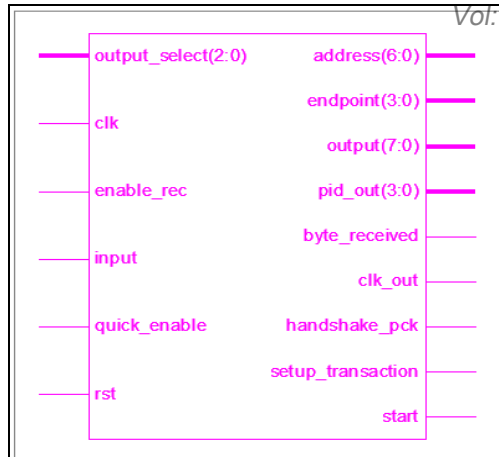 Vol:
output_select(2:0)
address(6:0)
endpoint(3:0)
clk
output(7:0)
enable_rec
pid_out(3:0)
byte_received
input
clk_out
quick_enable
handshake_pck
setup_transaction
rst
start